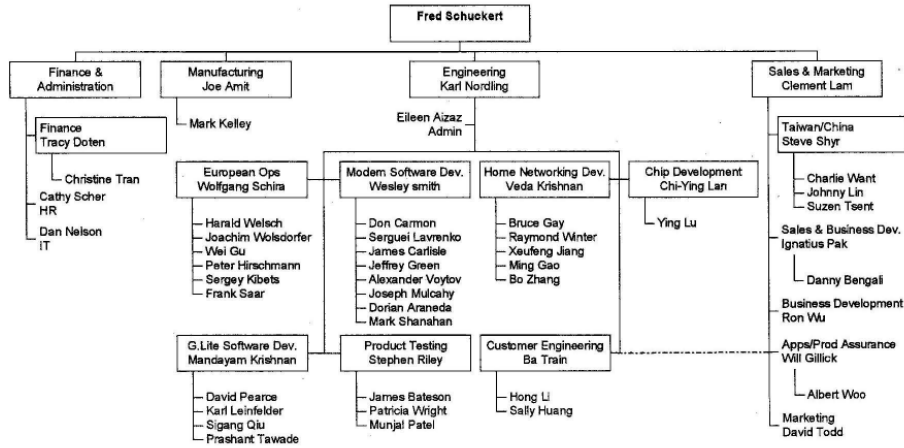 Fred Schuckert
Finance &
Administration
Manufacturing
Joe Amit
Engineering
Karl Nordling
Sales & Marketing
Clement Lam
Finance
Tracy Doten
Christine Tran
Cathy Scher
HR
Dan Nelson
IT
Mark Kelley
Eileen Aizaz
Admin
European Ops
Wolfgang Schira
Harald Welsch
Joachim Wolsdorfer
Wei Gu
Peter Hirschmann
Sergey Kibets
Frank Saar
Modem Software Dev.
Wesley smith
Don Carmon
Serguei Lavrenko
James Carlisle
Jeffrey Green
Alexander Voytov
Joseph Mulcahy
Dorian Araneda
Mark Shanahan
Home Networking Dev.
Veda Krishnan
Bruce Gay
Raymond Winter
Xeufeng Jiang
Ming Gao
Bo Zhang
Chip Development
Chi-Ying Lan
Ying Lu
G.Lite Software Dev.
Mandayam Krishnan
David Pearce
Karl Leinfelder
Sigang Qiu
Prashant Tawade
Product Testing
Stephen Riley
James Bateson
Patricia Wright
Munjal Patel
Customer Engineering
Ba Train
Hong Li
Sally Huang
Taiwan/China
Steve Shyr
Charlie Want
Johnny Lin
Suzen Tsent
Sales & Business Dev.
Ignatius Pak
Danny Bengali
Business Development
Ron Wu
Apps/Prod Assurance
Will Gillick
Albert Woo
Marketing
David Todd